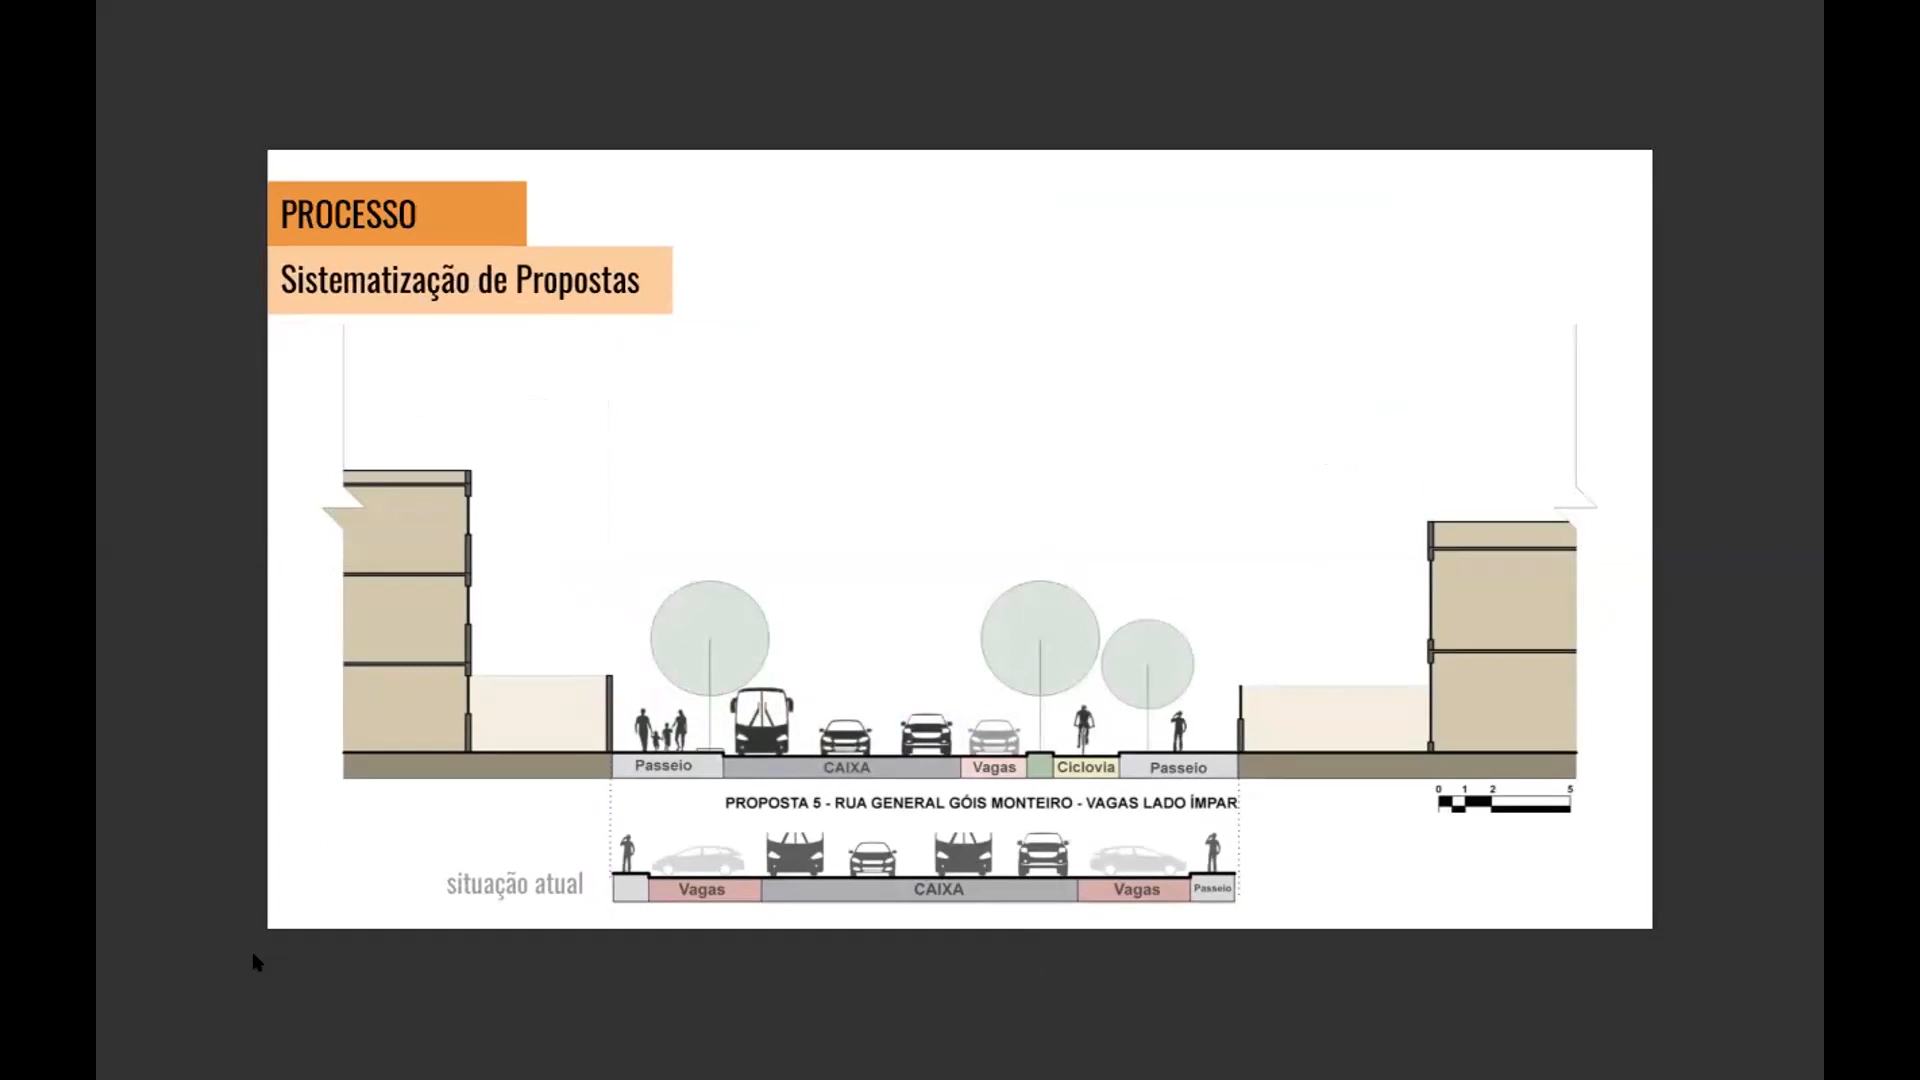 PROCESSO
Sistematização de Propostas
Passeio
CAIXA
Vagas
Ciclovia
Passeio
PROPOSTA 5 - RUA GENERAL GÓIS MONTEIRO - VAGAS LADO ÍMPAR
0 1 2 5
situação atual
Vagas
CAIXA
Vagas
Passeio